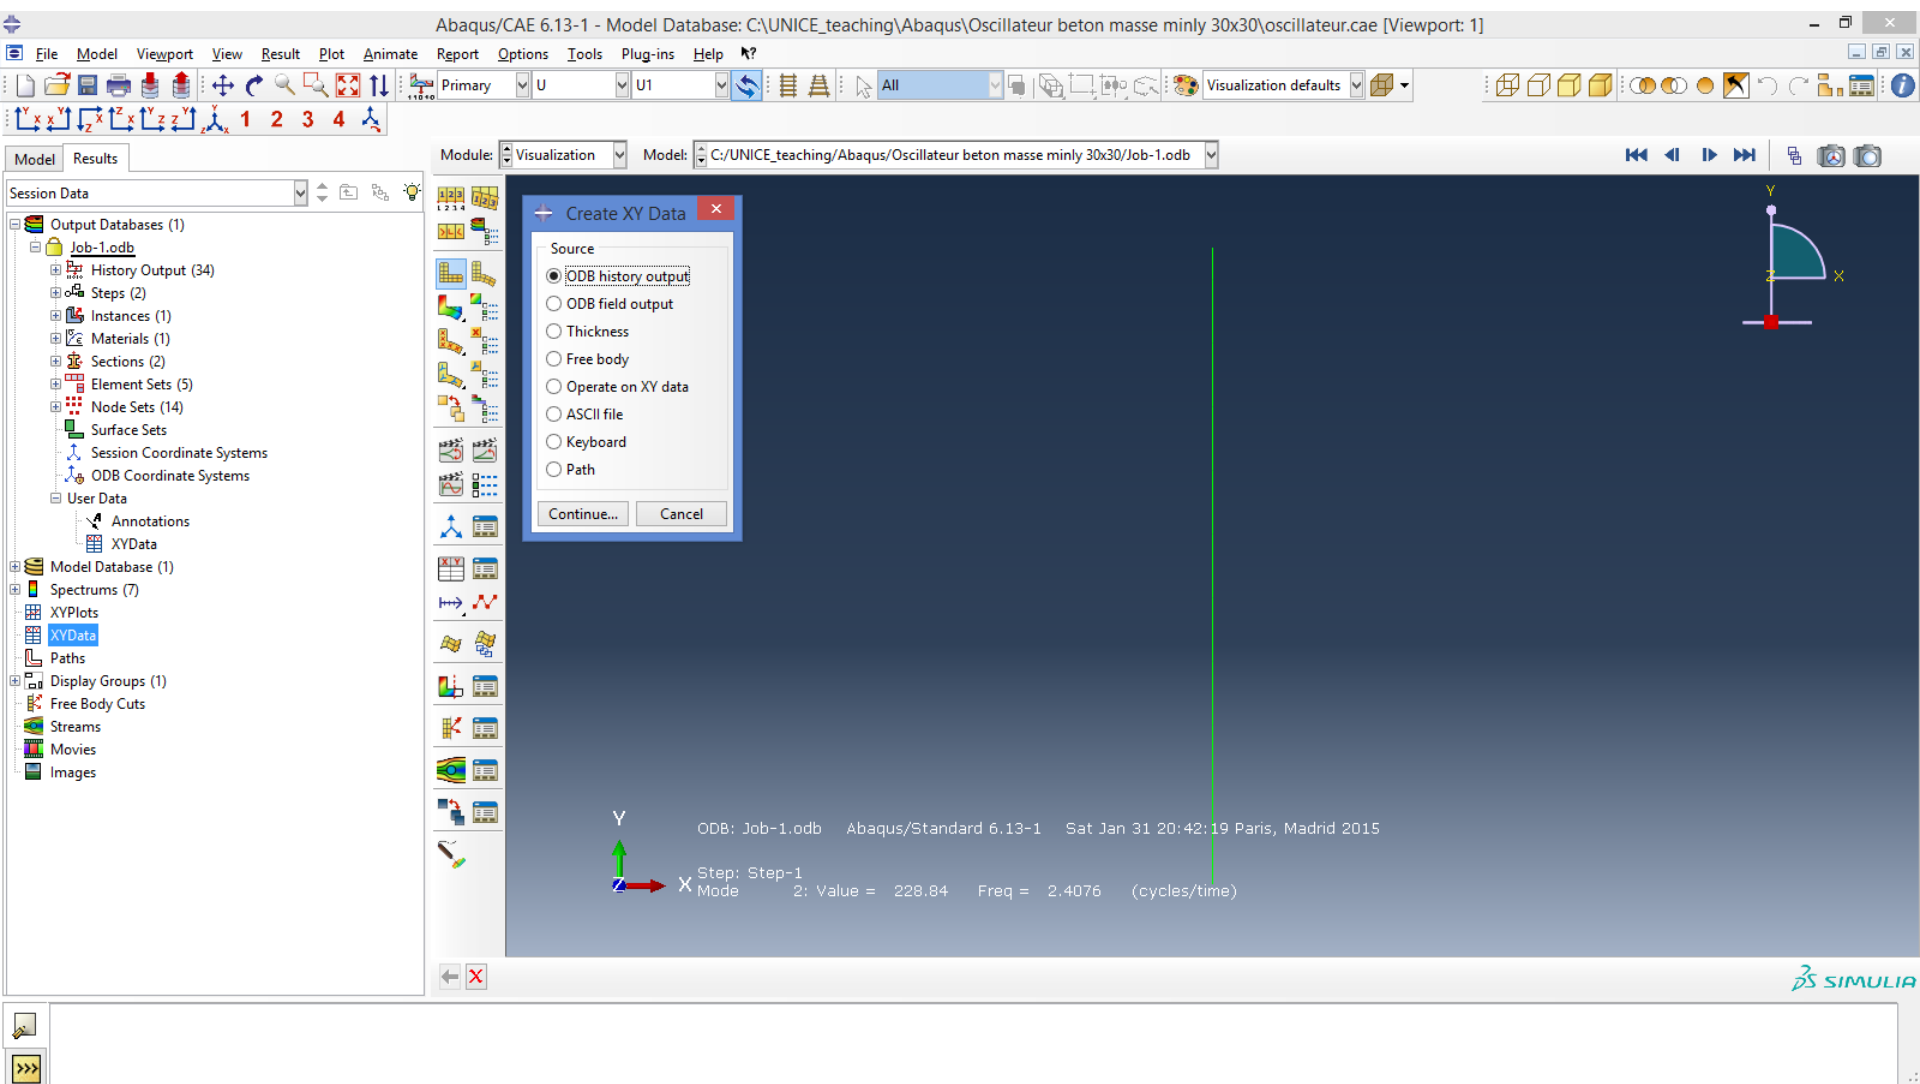 Abaqus/CAE 6.13-1 - Model Database: C:\UNICE_teaching\Abaqus\Oscillateur beton masse minly 30x30\oscillateur.cae [Viewport: 1]
File Model Viewport View Result Plot Animate Report Options Tools Plug-ins Help
Primary U U1 All Visualization defaults
1 2 3 4
Model Results
Module: Visualization Model: C:/UNICE_teaching/Abaqus/Oscillateur beton masse minly 30x30/Job-1.odb
Session Data
Output Databases (1)
Job-1.odb
History Output (34)
Steps (2)
Instances (1)
Materials (1)
Sections (2)
Element Sets (5)
Node Sets (14)
Surface Sets
Session Coordinate Systems
ODB Coordinate Systems
User Data
Annotations
XYData
Model Database (1)
Spectrums (7)
XYPlots
XYData
Paths
Display Groups (1)
Free Body Cuts
Streams
Movies
Images
Create XY Data
Source
ODB history output
ODB field output
Thickness
Free body
Operate on XY data
ASCII file
Keyboard
Path
Continue... Cancel
Y
Z X
Y
Z X
ODB: Job-1.odb Abaqus/Standard 6.13-1 Sat Jan 31 20:42:19 Paris, Madrid 2015
Step: Step-1
Mode 2: Value = 228.84 Freq = 2.4076 (cycles/time)
SIMULIA
>>>